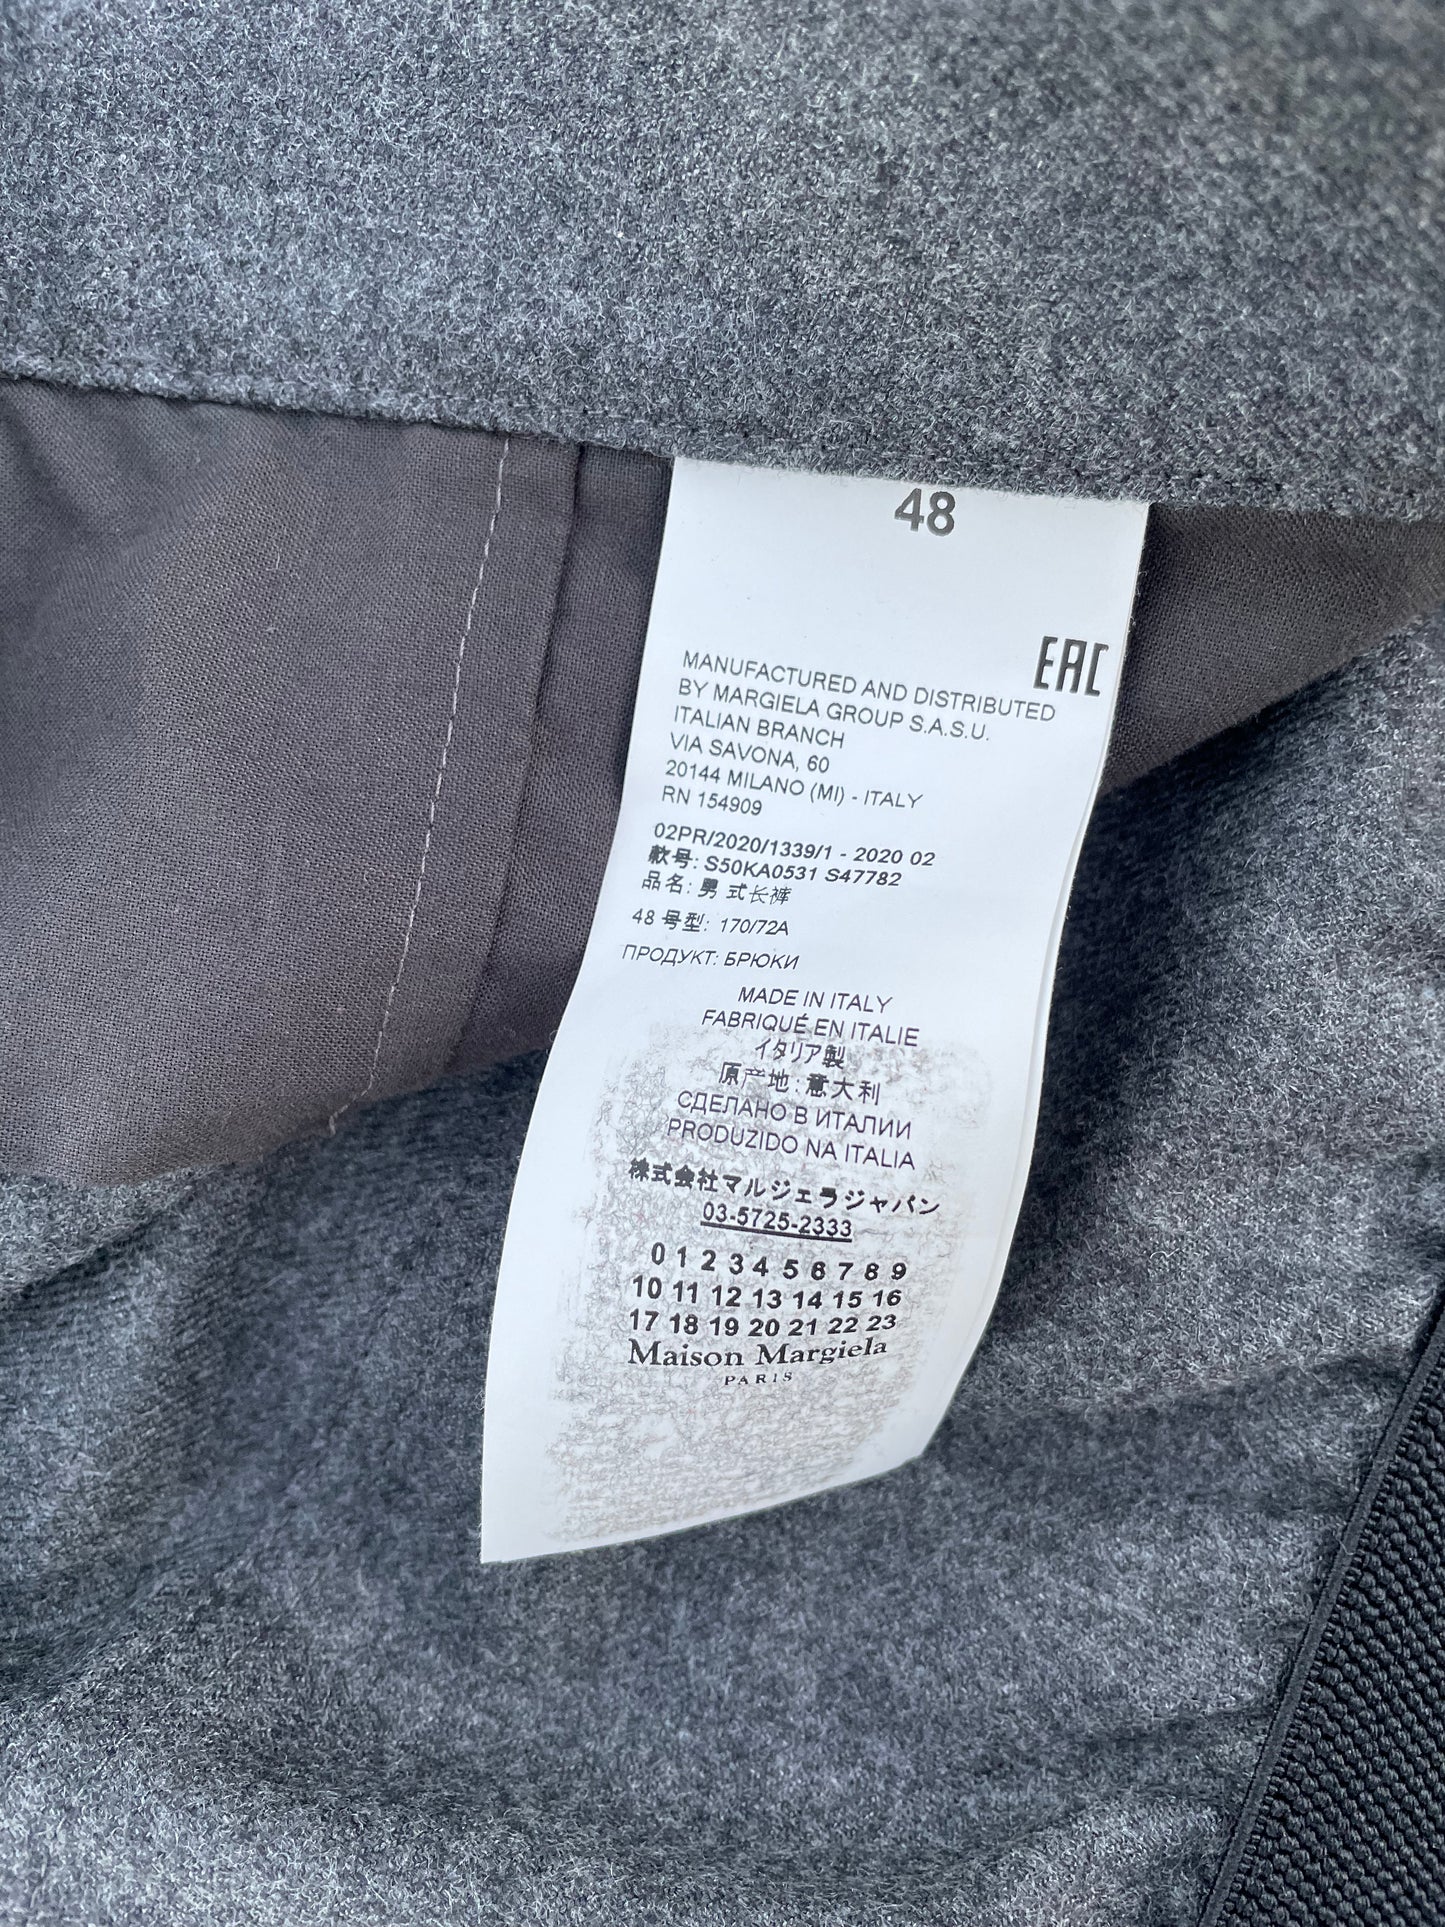 48
EAC
MANUFACTURED AND DISTRIBUTED
BY MARGIELA GROUP S.A.S.U.
ITALIAN BRANCH
VIA SAVONA, 60
20144 MILANO (MI) - ITALY
RN 154909
02PR/2020/1339/1 - 2020 02
款号: S50KA0531 S47782
品名: 男 式长裤
48 号型: 170/72A
ПРОДУКТ: БРЮКИ
MADE IN ITALY
FABRIQUÉ EN ITALIE
イタリア製
原产地: 意大利
СДЕЛАНО В ИТАЛИИ
PRODUZIDO NA ITALIA
株式会社マルジェラジャパン
03-5725-2333
0 1 2 3 4 5 6 7 8 9
10 11 12 13 14 15 16
17 18 19 20 21 22 23
Maison Margiela
PARIS